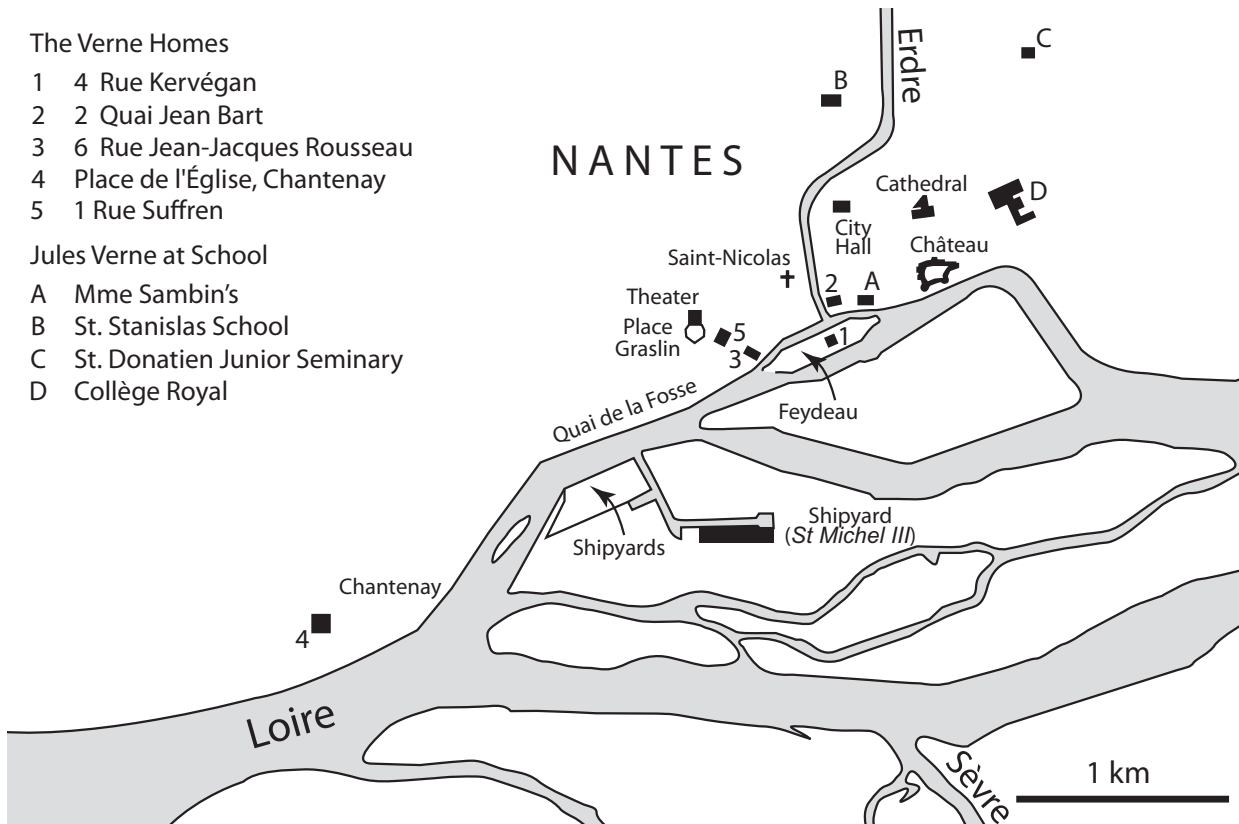 The Verne Homes
1 4 Rue Kervégan
2 2 Quai Jean Bart
3 6 Rue Jean-Jacques Rousseau
4 Place de l'Église, Chantenay
5 1 Rue Suffren
Jules Verne at School
A Mme Sambin's
B St. Stanislas School
C St. Donatien Junior Seminary
D Collège Royal
Erdre
C
B
NANTES
Cathedral
D
City
Hall
Château
Saint-Nicolas
2
A
Theater
Place
Graslin
5
3
1
Feydeau
Quai de la Fosse
Shipyards
Shipyard
(St Michel III)
Chantenay
4
Loire
Sèvre
1 km